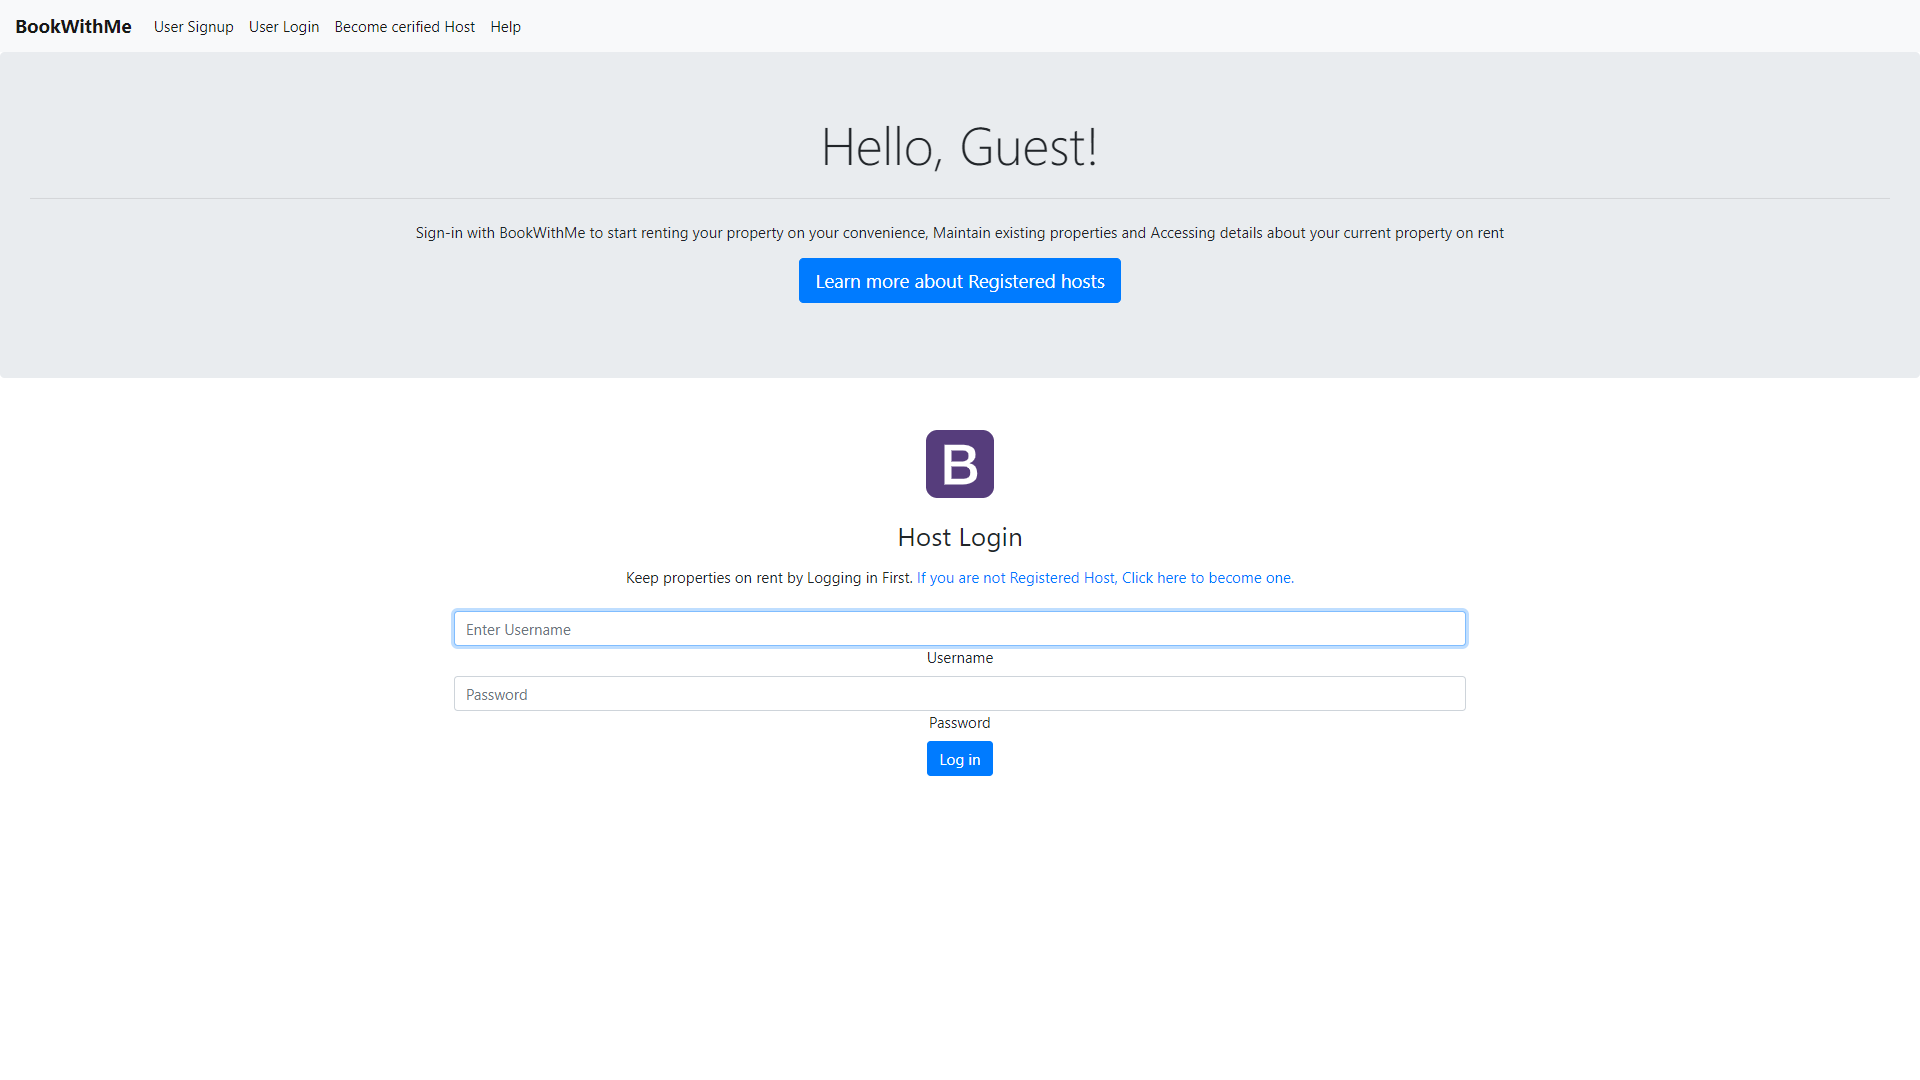 BookWithMe User Signup User Login Become cerified Host Help
Hello, Guest!
Sign-in with BookWithMe to start renting your property on your convenience, Maintain existing properties and Accessing details about your current property on rent
Learn more about Registered hosts
B
Host Login
Keep properties on rent by Logging in First. If you are not Registered Host, Click here to become one.
Enter Username
Username
Password
Password
Log in